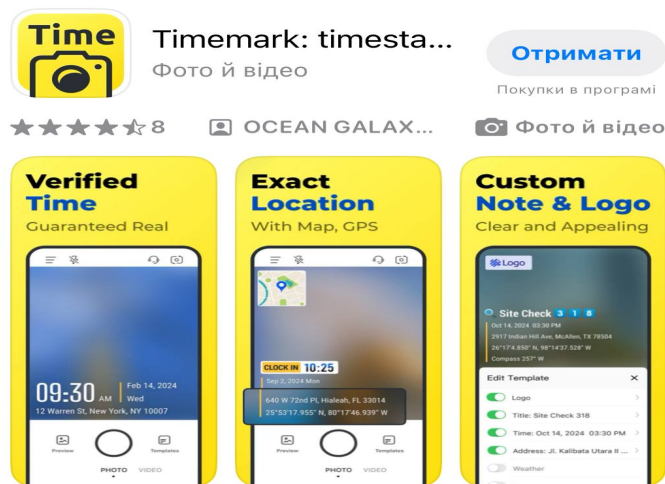 Time
Timemark: timesta...
Фото й відео
Отримати
Покупки в програмі
8
OCEAN GALAX...
Фото й відео
Verified
Time
Guaranteed Real
09:30 AM
Feb 14, 2024
Wed
12 Warren St, New York, NY 10007
Preview
Templates
PHOTO VIDEO
Exact
Location
With Map, GPS
CLOCK IN 10:25
Sep 2, 2024 Mon
640 W 72nd Pl, Hialeah, FL 33014
25°53'17.955" N, 80°17'46.939" W
Preview
Templates
PHOTO VIDEO
Custom
Note & Logo
Clear and Appealing
Logo
Site Check 3 1 8
Oct 14, 2024 03:30 PM
2917 Indian Hill Ave, McAllen, TX 78504
26°17'4.850" N, 98°14'37.528" W
Compass 257° W
Edit Template
Logo
Title: Site Check 318
Time: Oct 14, 2024 03:30 PM
Address: Jl. Kalibata Utara II ...
Weather